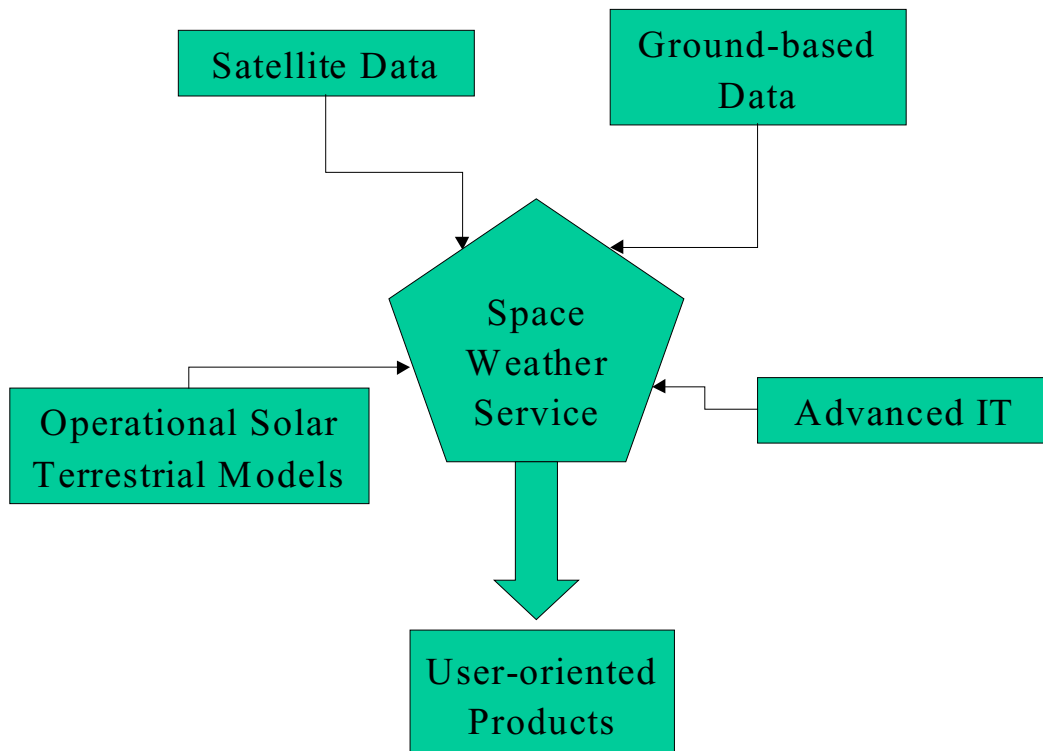 Satellite Data
Ground-based
Data
Space
Weather
Service
Operational Solar
Terrestrial Models
Advanced IT
User-oriented
Products